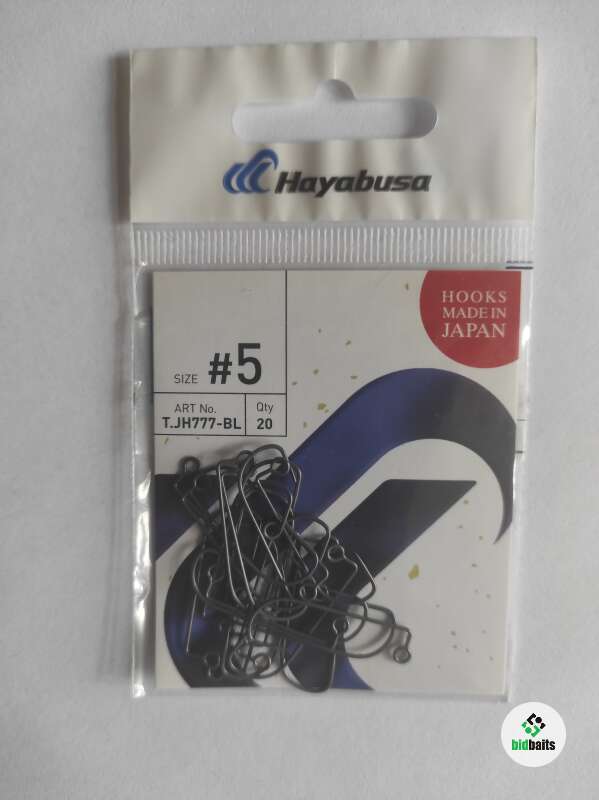 Hayabusa
HOOKS
MADE IN
JAPAN
SIZE #5
ART No.
T.JH777-BL
Qty
20
bidbaits